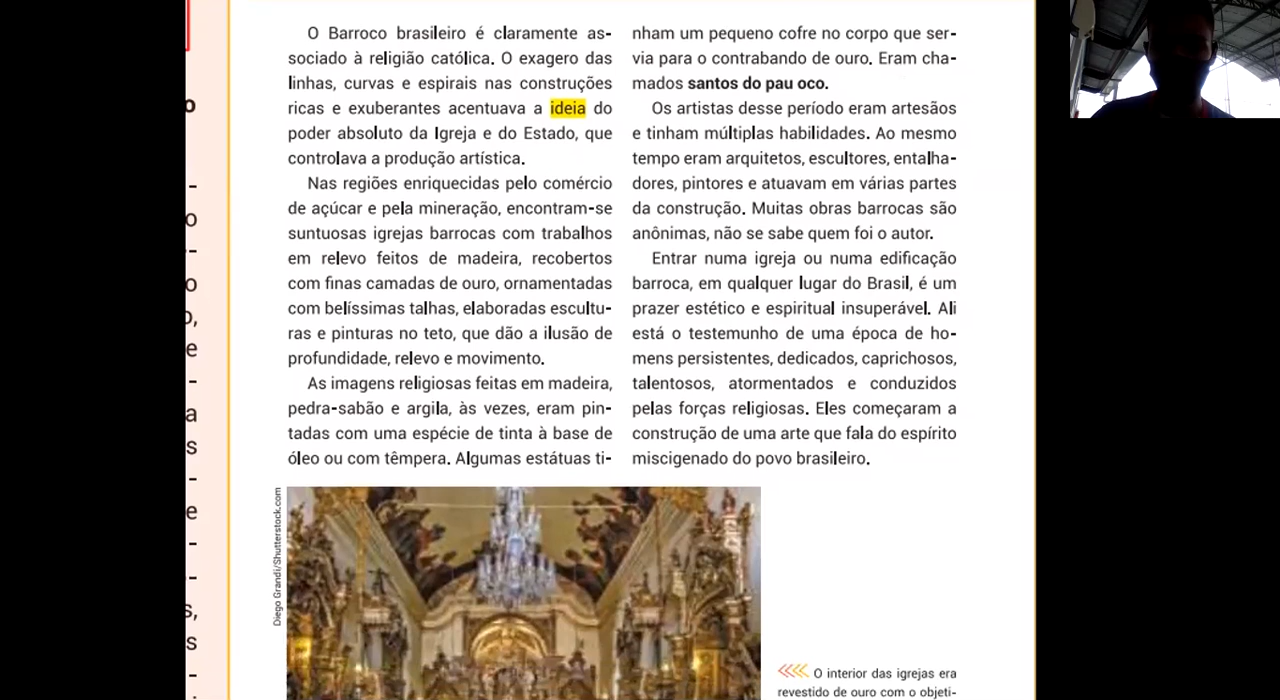 O Barroco brasileiro é claramente as-
sociado à religião católica. O exagero das
linhas, curvas e espirais nas construções
ricas e exuberantes acentuava a ideia do
poder absoluto da Igreja e do Estado, que
controlava a produção artística.
Nas regiões enriquecidas pelo comércio
de açúcar e pela mineração, encontram-se
suntuosas igrejas barrocas com trabalhos
em relevo feitos de madeira, recobertos
com finas camadas de ouro, ornamentadas
com belíssimas talhas, elaboradas escultu-
ras e pinturas no teto, que dão a ilusão de
profundidade, relevo e movimento.
As imagens religiosas feitas em madeira,
pedra-sabão e argila, às vezes, eram pin-
tadas com uma espécie de tinta à base de
óleo ou com têmpera. Algumas estátuas ti-
nham um pequeno cofre no corpo que ser-
via para o contrabando de ouro. Eram cha-
mados santos do pau oco.
Os artistas desse período eram artesãos
e tinham múltiplas habilidades. Ao mesmo
tempo eram arquitetos, escultores, entalha-
dores, pintores e atuavam em várias partes
da construção. Muitas obras barrocas são
anônimas, não se sabe quem foi o autor.
Entrar numa igreja ou numa edificação
barroca, em qualquer lugar do Brasil, é um
prazer estético e espiritual insuperável. Ali
está o testemunho de uma época de ho-
mens persistentes, dedicados, caprichosos,
talentosos, atormentados e conduzidos
pelas forças religiosas. Eles começaram a
construção de uma arte que fala do espírito
miscigenado do povo brasileiro.
Diego Grandi/Shutterstock.com
O interior das igrejas era
revestido de ouro com o objeti-